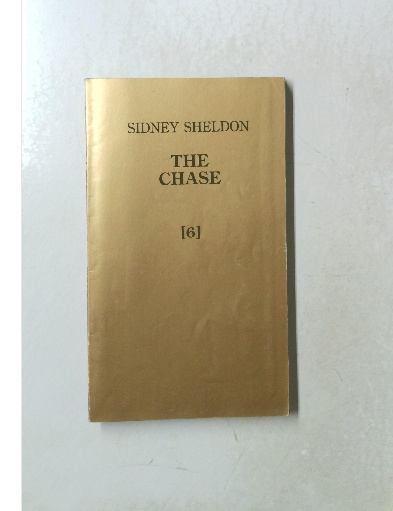 SIDNEY SHELDON
THE
CHASE
[6]